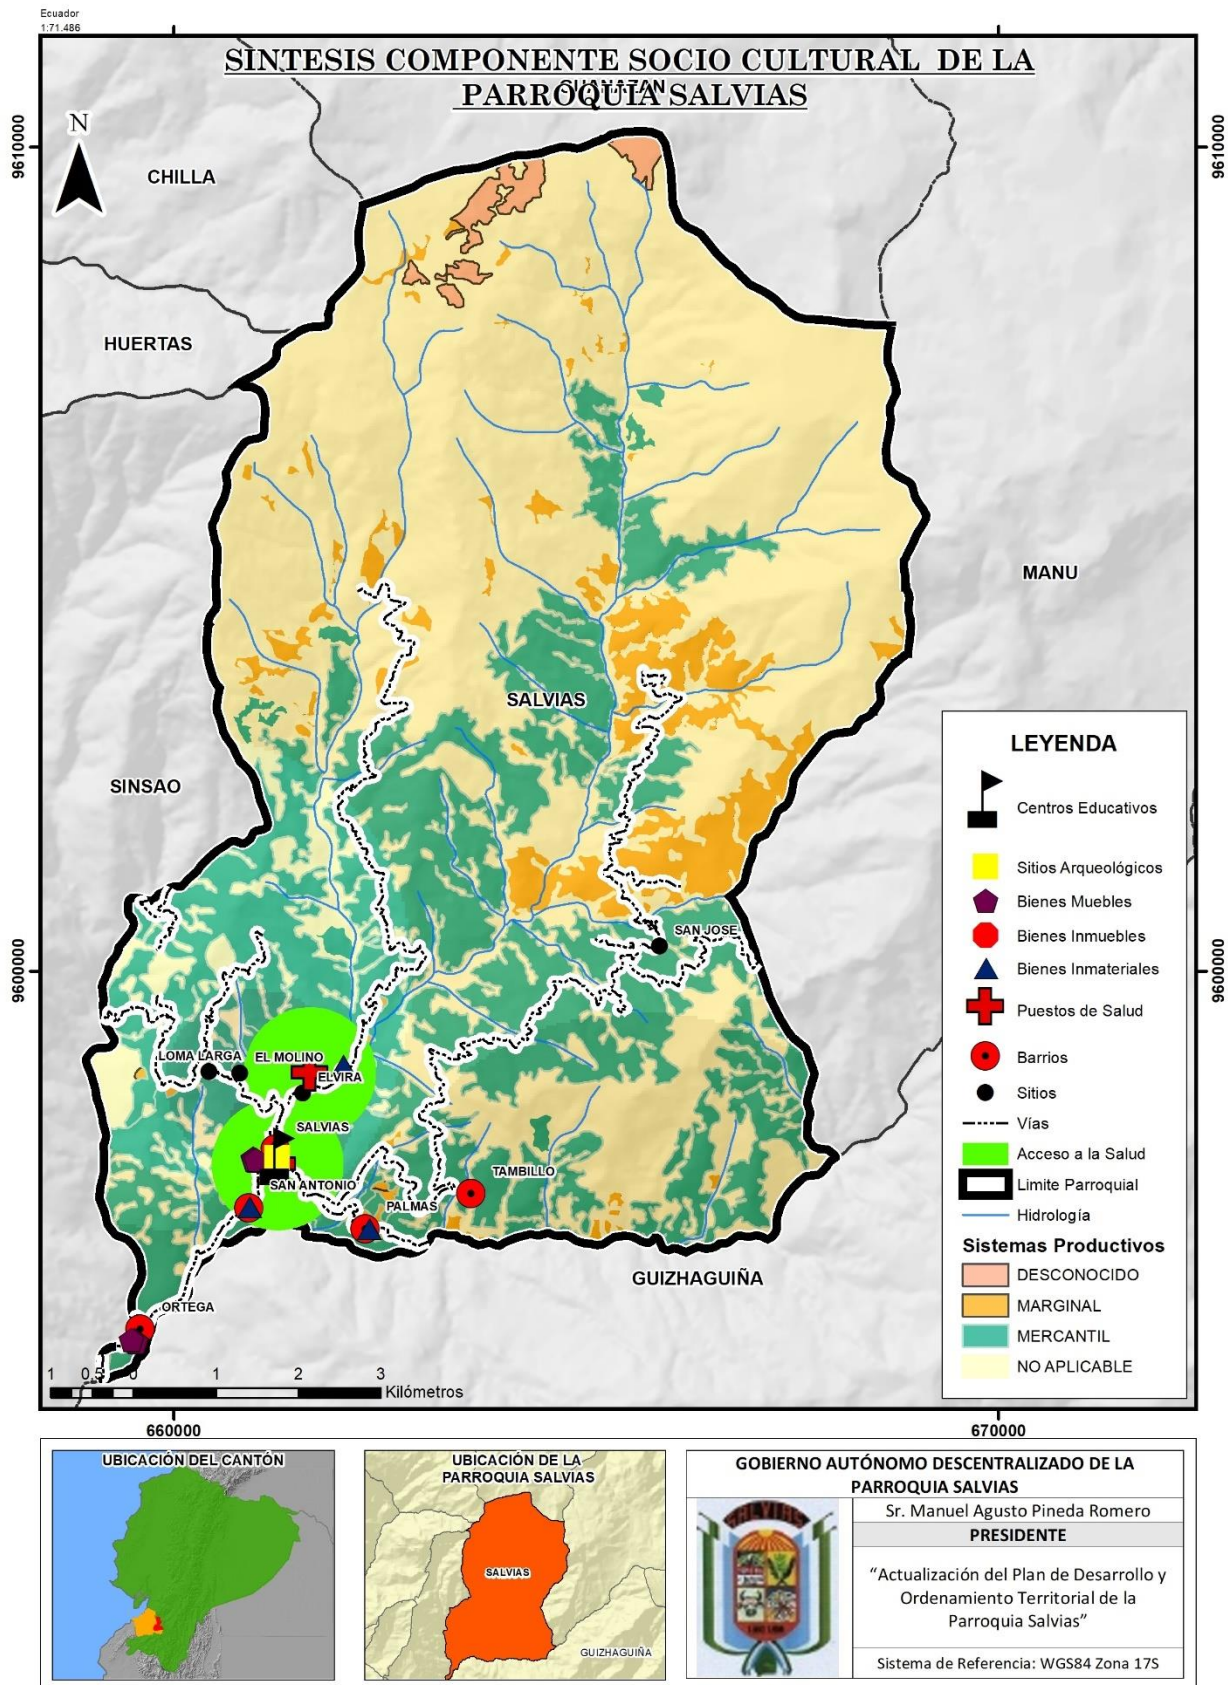 Ecuador
1:71.486
SINTESIS COMPONENTE SOCIO CULTURAL DE LA
PARROQUIA SALVIAS
GUANAZAN
N
9610000
9610000
CHILLA
HUERTAS
MANU
SALVIAS
SINSAO
SAN JOSE
9600000
9600000
LOMA LARGA
EL MOLINO
ELVIRA
SALVIAS
SAN ANTONIO
PALMAS
TAMBILLO
GUIZHAGUIÑA
ORTEGA
1 0,5 0 1 2 3
Kilómetros
LEYENDA
Centros Educativos
Sitios Arqueológicos
Bienes Muebles
Bienes Inmuebles
Bienes Inmateriales
Puestos de Salud
Barrios
Sitios
Vías
Acceso a la Salud
Limite Parroquial
Hidrología
Sistemas Productivos
DESCONOCIDO
MARGINAL
MERCANTIL
NO APLICABLE
660000
670000
UBICACIÓN DEL CANTÓN
UBICACIÓN DE LA
PARROQUIA SALVIAS
SALVIAS
GUIZHAGUIÑA
GOBIERNO AUTÓNOMO DESCENTRALIZADO DE LA
PARROQUIA SALVIAS
SALVIAS
Sr. Manuel Agusto Pineda Romero
PRESIDENTE
“Actualización del Plan de Desarrollo y
Ordenamiento Territorial de la
Parroquia Salvias”
Sistema de Referencia: WGS84 Zona 17S